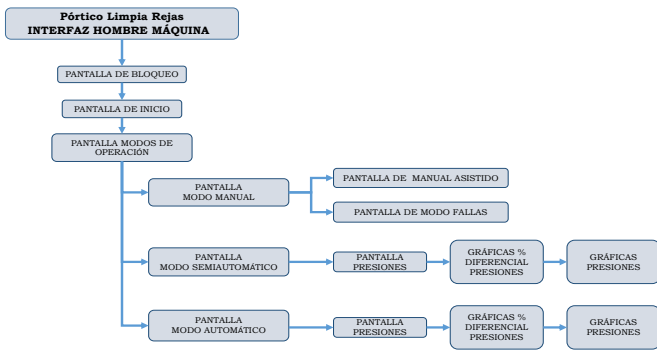 Pórtico Limpia Rejas
INTERFAZ HOMBRE MÁQUINA
PANTALLA DE BLOQUEO
PANTALLA DE INICIO
PANTALLA MODOS DE
OPERACIÓN
PANTALLA
MODO MANUAL
PANTALLA DE MANUAL ASISTIDO
PANTALLA DE MODO FALLAS
PANTALLA
MODO SEMIAUTOMÁTICO
PANTALLA
PRESIONES
GRÁFICAS %
DIFERENCIAL
PRESIONES
GRÁFICAS
PRESIONES
PANTALLA
MODO AUTOMÁTICO
PANTALLA
PRESIONES
GRÁFICAS %
DIFERENCIAL
PRESIONES
GRÁFICAS
PRESIONES